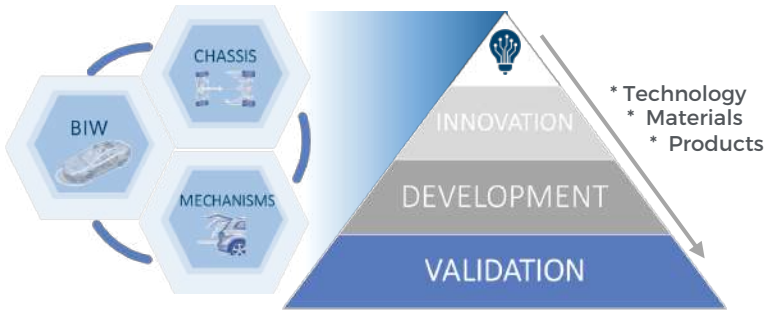 CHASSIS
BIW
MECHANISMS
INNOVATION
DEVELOPMENT
VALIDATION
* Technology
* Materials
* Products